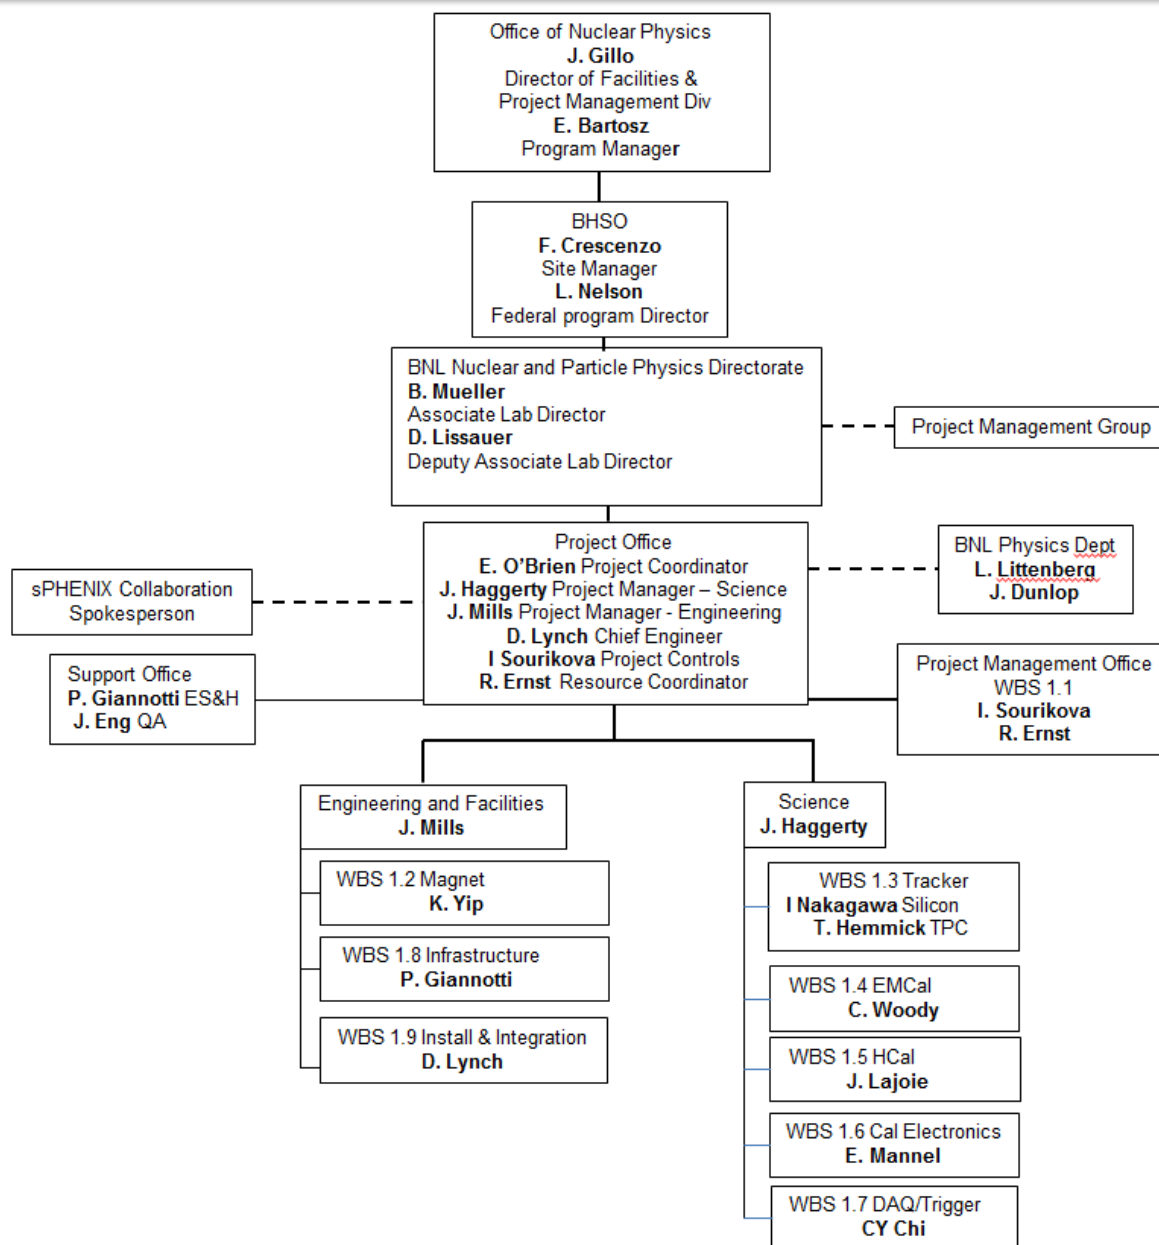 Office of Nuclear Physics
J. Gillo
Director of Facilities &
Project Management Div
E. Bartosz
Program Manager
BHSO
F. Crescenzo
Site Manager
L. Nelson
Federal program Director
BNL Nuclear and Particle Physics Directorate
B. Mueller
Associate Lab Director
D. Lissauer
Deputy Associate Lab Director
Project Management Group
Project Office
E. O'Brien Project Coordinator
J. Haggerty Project Manager – Science
J. Mills Project Manager - Engineering
D. Lynch Chief Engineer
I Sourikova Project Controls
R. Ernst Resource Coordinator
BNL Physics Dept
L. Littenberg
J. Dunlop
sPHENIX Collaboration
Spokesperson
Support Office
P. Giannotti ES&H
J. Eng QA
Project Management Office
WBS 1.1
I. Sourikova
R. Ernst
Engineering and Facilities
J. Mills
WBS 1.2 Magnet
K. Yip
WBS 1.8 Infrastructure
P. Giannotti
WBS 1.9 Install & Integration
D. Lynch
Science
J. Haggerty
WBS 1.3 Tracker
I Nakagawa Silicon
T. Hemmick TPC
WBS 1.4 EMCal
C. Woody
WBS 1.5 HCal
J. Lajoie
WBS 1.6 Cal Electronics
E. Mannel
WBS 1.7 DAQ/Trigger
CY Chi